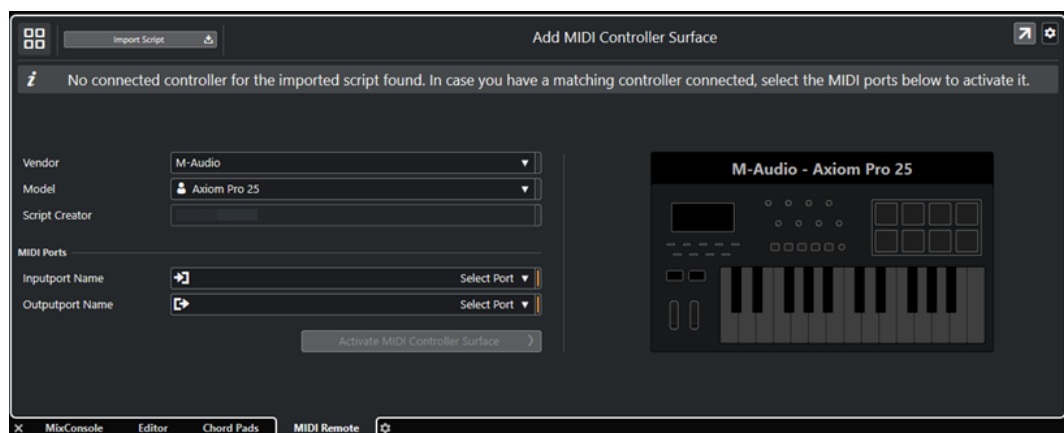 Import Script
Add MIDI Controller Surface
i No connected controller for the imported script found. In case you have a matching controller connected, select the MIDI ports below to activate it.
Vendor M-Audio
Model Axiom Pro 25
Script Creator
MIDI Ports
Inputport Name Select Port
Outputport Name Select Port
Activate MIDI Controller Surface
M-Audio - Axiom Pro 25
MixConsole Editor Chord Pads MIDI Remote